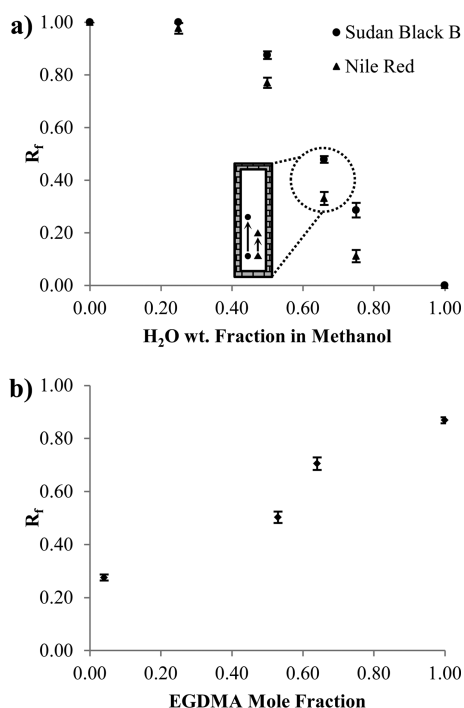 a)
1.00
0.80
0.60
0.40
0.20
0.00
R_f
Sudan Black B
Nile Red
0.00 0.20 0.40 0.60 0.80 1.00
H₂O wt. Fraction in Methanol
b)
1.00
0.80
0.60
0.40
0.20
0.00
R_f
0.00 0.20 0.40 0.60 0.80 1.00
EGDMA Mole Fraction